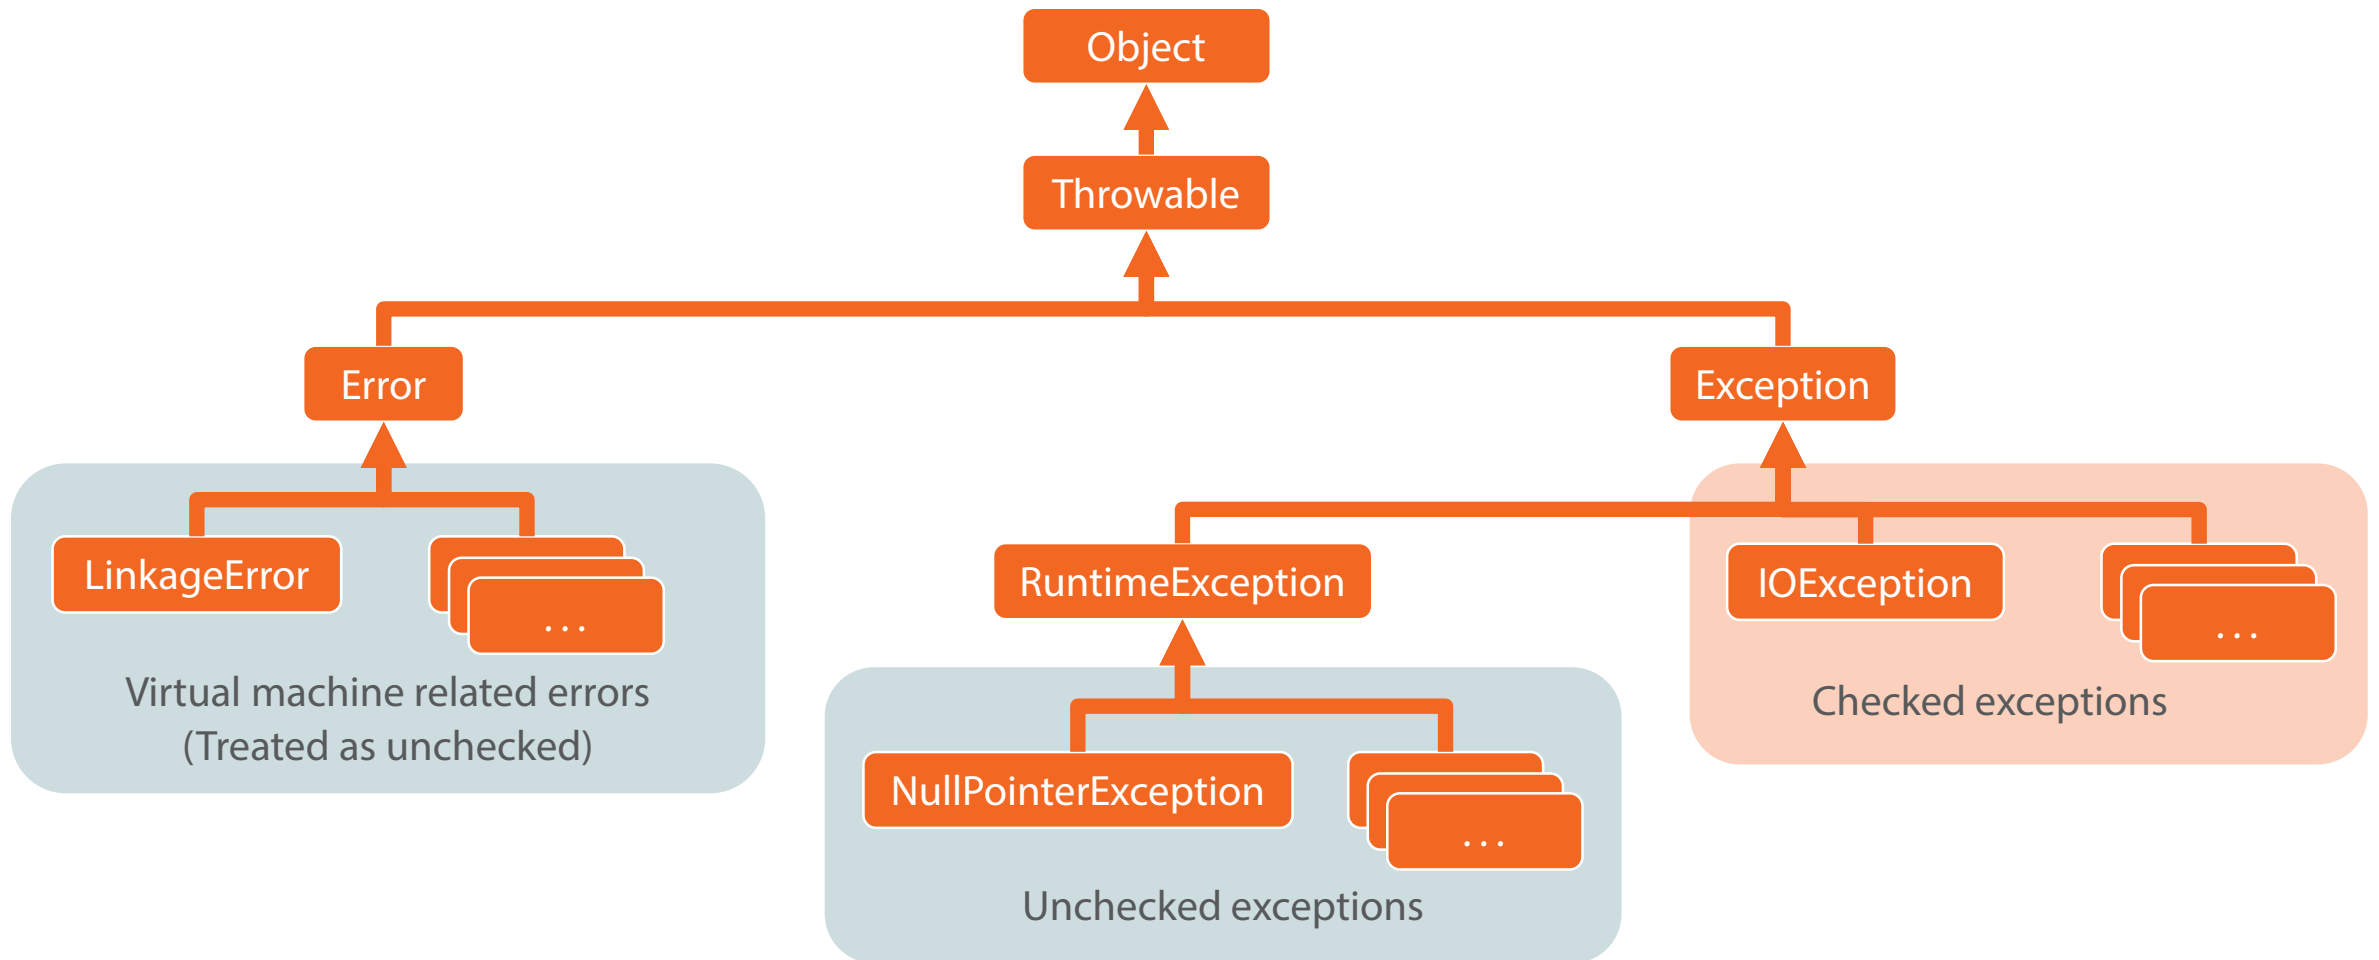 Object
Throwable
Error
Exception
LinkageError
...
RuntimeException
IOException
...
Virtual machine related errors
(Treated as unchecked)
Checked exceptions
NullPointerException
...
Unchecked exceptions